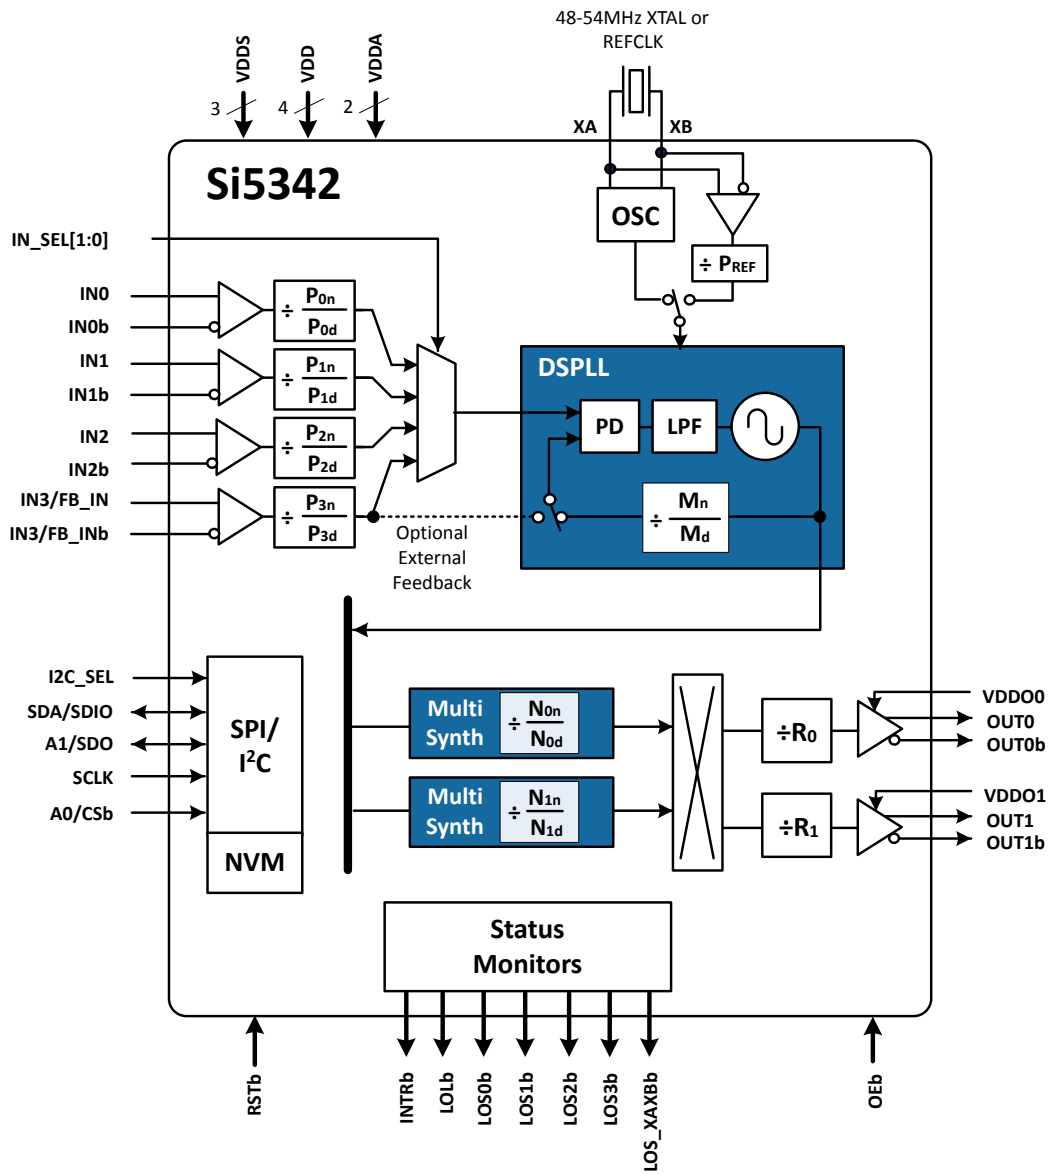 48-54MHz XTAL or
REFCLK
VDDS
VDD
VDDA
3
4
2
XA
XB
Si5342
OSC
÷ PREF
IN_SEL[1:0]
IN0
IN0b
÷ P0n
P0d
IN1
IN1b
÷ P1n
P1d
IN2
IN2b
÷ P2n
P2d
IN3/FB_IN
IN3/FB_INb
÷ P3n
P3d
Optional
External
Feedback
DSPLL
PD
LPF
÷ Mn
Md
I2C_SEL
SDA/SDIO
A1/SDO
SCLK
A0/CSb
SPI/
I²C
NVM
Multi
Synth
÷ N0n
N0d
Multi
Synth
÷ N1n
N1d
÷R0
÷R1
VDDO0
OUT0
OUT0b
VDDO1
OUT1
OUT1b
Status
Monitors
RSTb
INTRb
LOLb
LOS0b
LOS1b
LOS2b
LOS3b
LOS_XAXBb
OEb